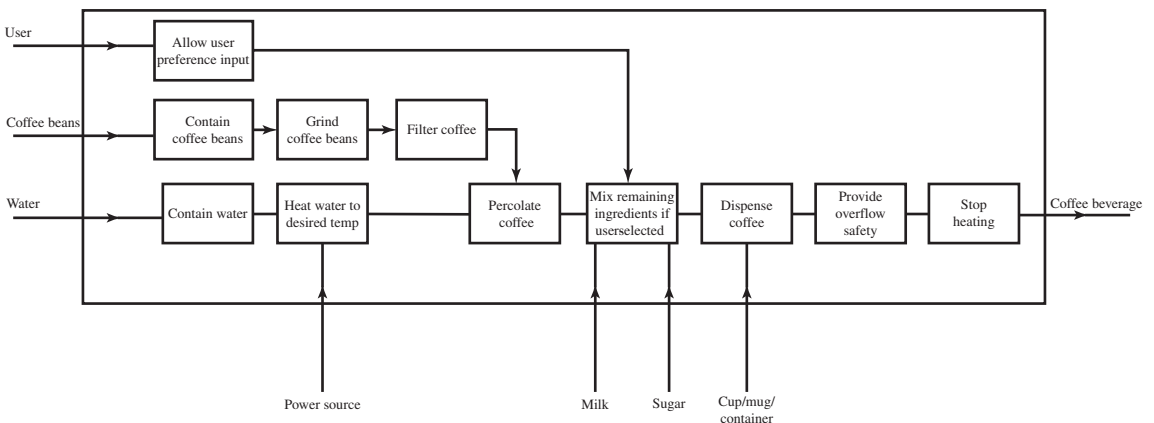 User
Allow user
preference input
Coffee beans
Contain
coffee beans
Grind
coffee beans
Filter coffee
Water
Contain water
Heat water to
desired temp
Percolate
coffee
Mix remaining
ingredients if
userselected
Dispense
coffee
Provide
overflow
safety
Stop
heating
Coffee beverage
Power source
Milk
Sugar
Cup/mug/
container